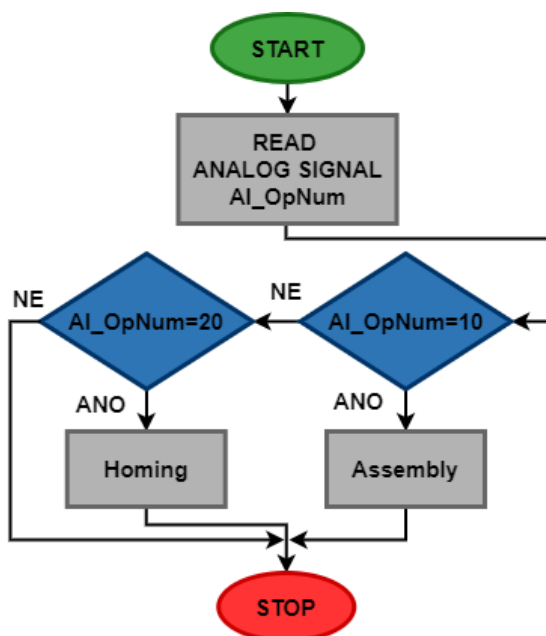 START
READ
ANALOG SIGNAL
AI_OpNum
NE
NE
AI_OpNum=20
AI_OpNum=10
ANO
ANO
Homing
Assembly
STOP